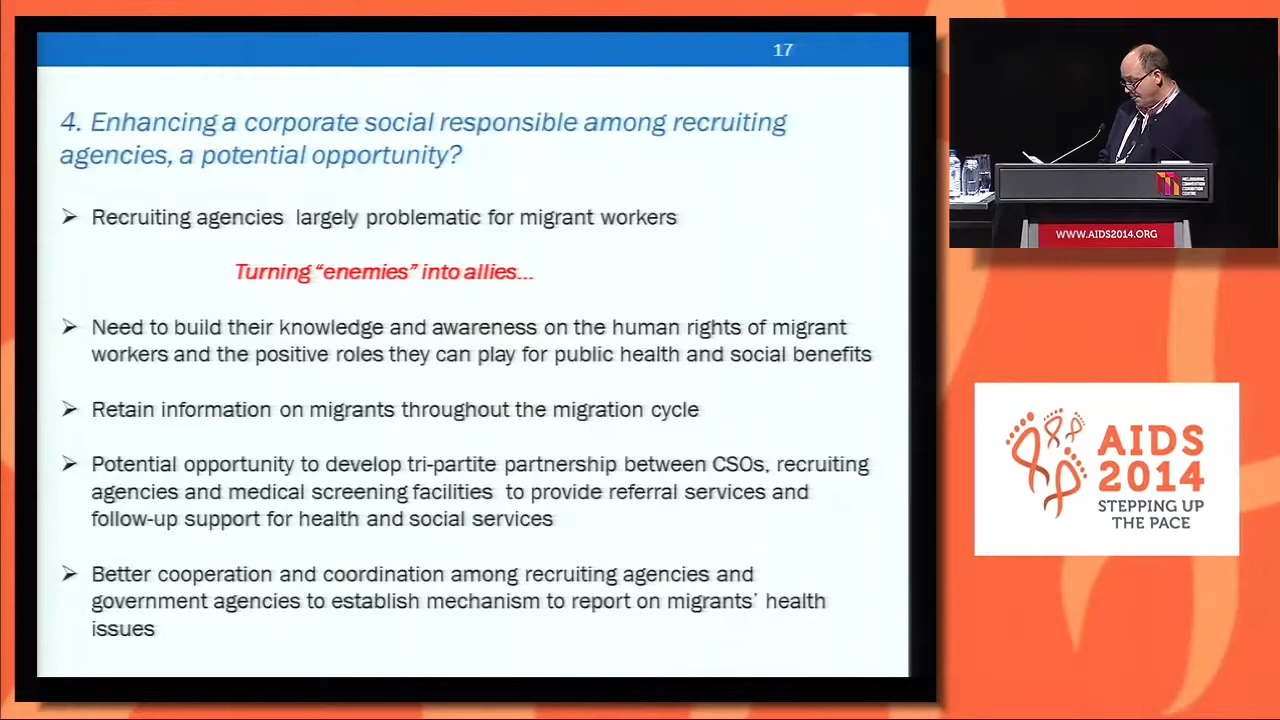 17
4. Enhancing a corporate social responsible among recruiting
agencies, a potential opportunity?
Recruiting agencies largely problematic for migrant workers
Turning “enemies” into allies...
Need to build their knowledge and awareness on the human rights of migrant
workers and the positive roles they can play for public health and social benefits
Retain information on migrants throughout the migration cycle
Potential opportunity to develop tri-partite partnership between CSOs, recruiting
agencies and medical screening facilities to provide referral services and
follow-up support for health and social services
Better cooperation and coordination among recruiting agencies and
government agencies to establish mechanism to report on migrants’ health
issues
MELBOURNE
CONVENTION
EXHIBITION
CENTRE
WWW.AIDS2014.ORG
AIDS
2014
STEPPING UP
THE PACE